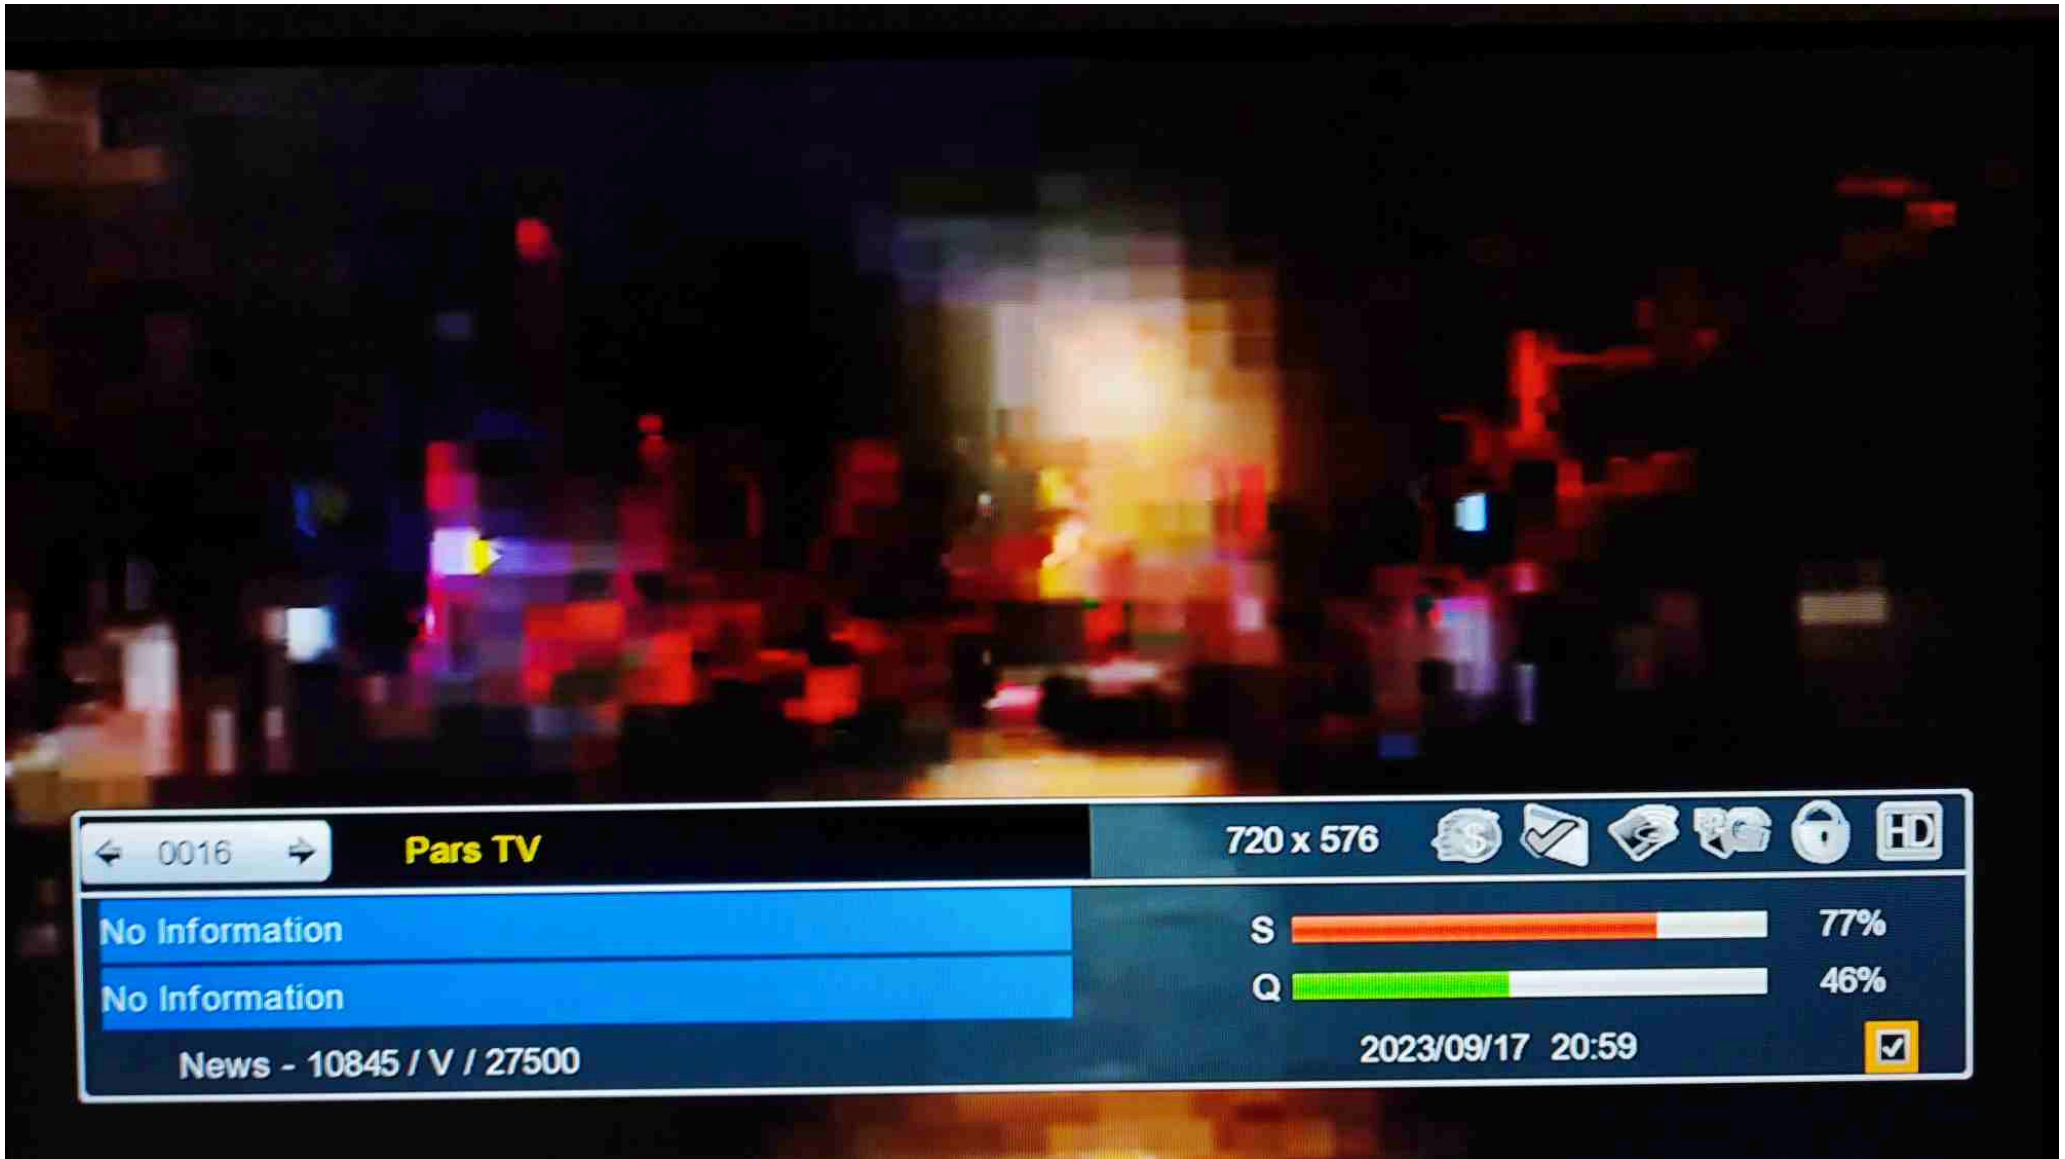 0016 Pars TV 720 x 576 HD
No Information
S 77%
No Information
Q 46%
News - 10845 / V / 27500 2023/09/17 20:59